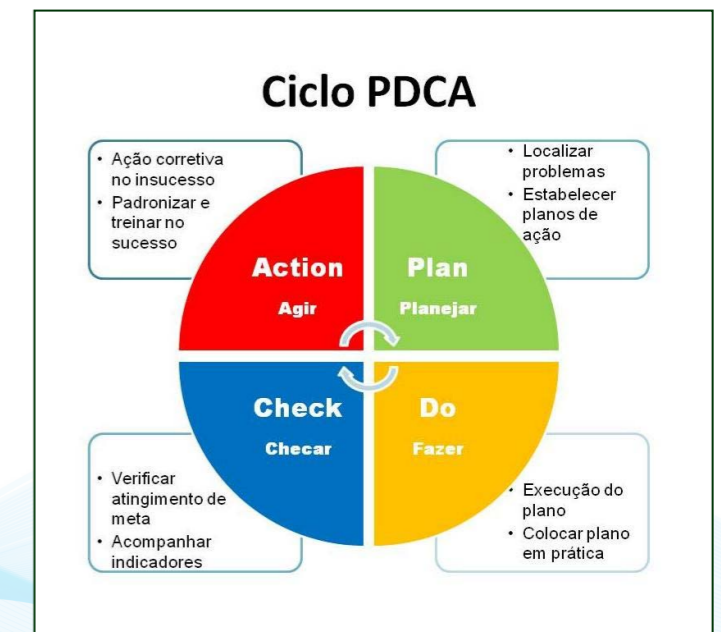 Ciclo PDCA
• Ação corretiva
no insucesso
• Padronizar e
treinar no
sucesso
• Localizar
problemas
• Estabelecer
planos de
ação
Action
Agir
Plan
Planejar
Check
Checar
Do
Fazer
• Verificar
atingimento de
meta
• Acompanhar
indicadores
• Execução do
plano
• Colocar plano
em prática